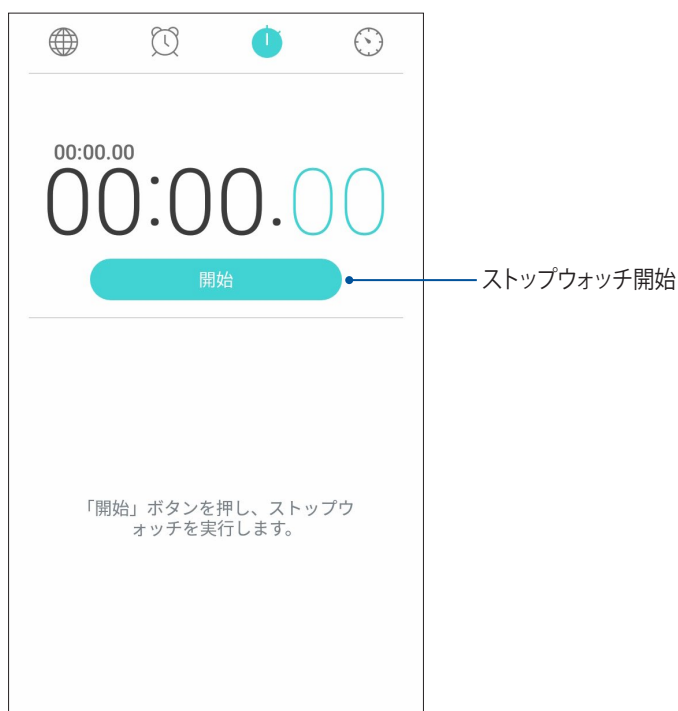 00:00.00
00:00.00
開始
ストップウォッチ開始
「開始」ボタンを押し、ストップウ
ォッチを実行します。